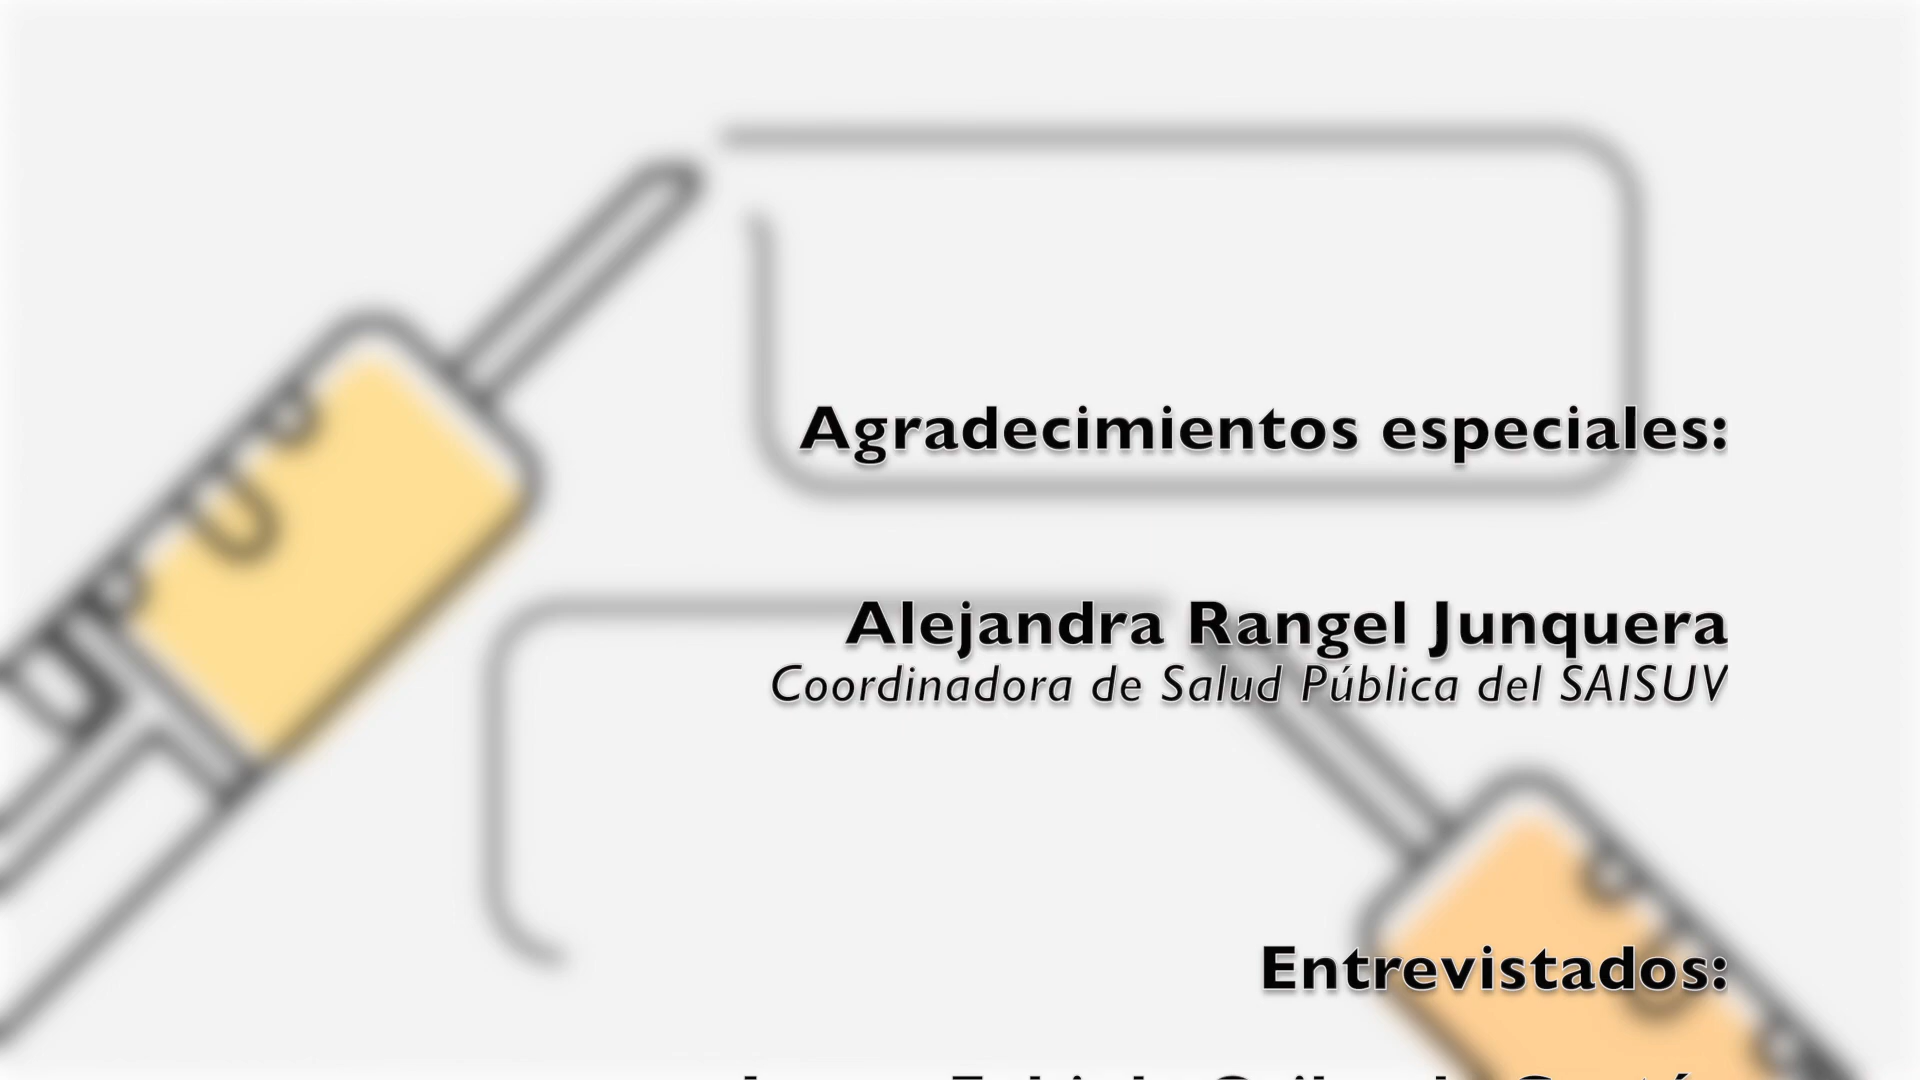 Agradecimientos especiales:
Alejandra Rangel Junquera
Coordinadora de Salud Pública del SAISUV
Entrevistados: